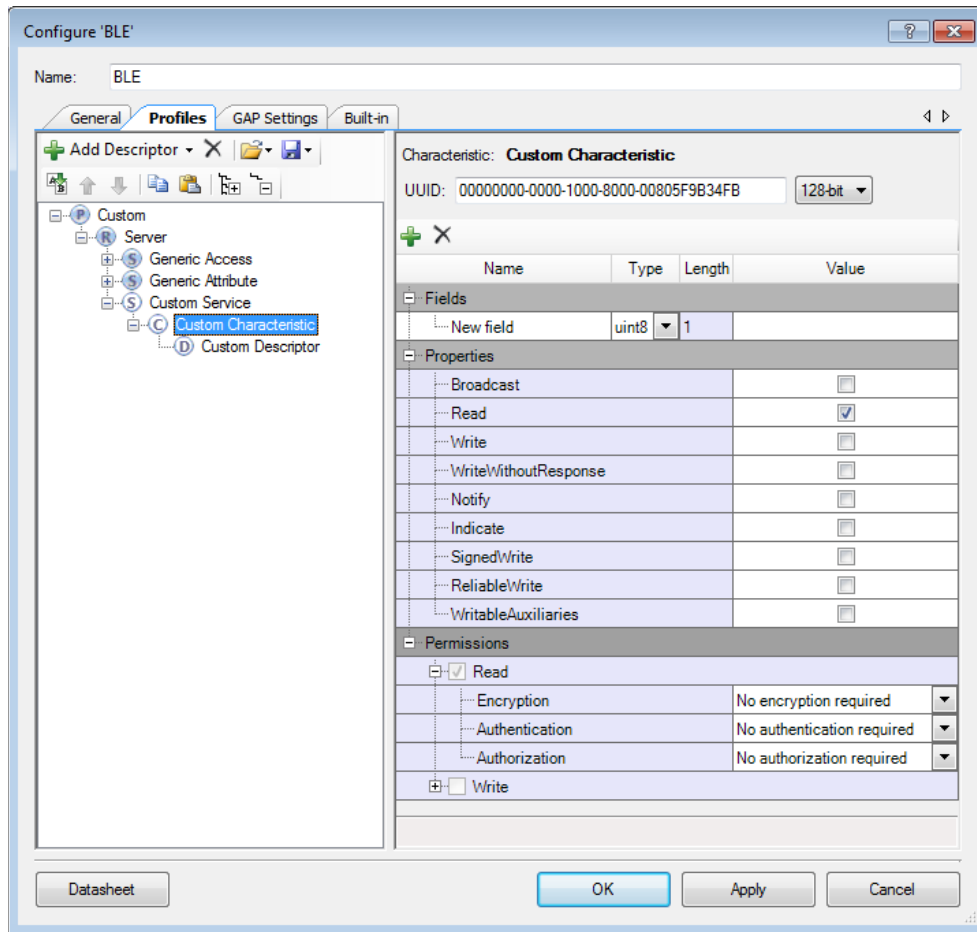 Configure 'BLE'
Name: BLE
General Profiles GAP Settings Built-in
Add Descriptor
Custom
Server
Generic Access
Generic Attribute
Custom Service
Custom Characteristic
Custom Descriptor
Characteristic: Custom Characteristic
UUID: 00000000-0000-1000-8000-00805F9B34FB 128-bit
Name Type Length Value
Fields
New field uint8 1
Properties
Broadcast
Read
Write
WriteWithoutResponse
Notify
Indicate
SignedWrite
ReliableWrite
WritableAuxiliaries
Permissions
Read
Encryption No encryption required
Authentication No authentication required
Authorization No authorization required
Write
Datasheet OK Apply Cancel